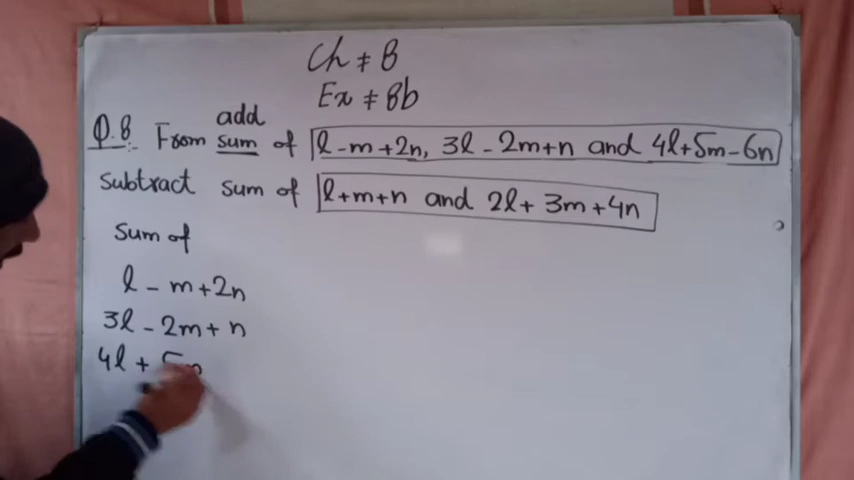 Ch # 8
Ex # 8b
add
Q.8 :- From sum of l - m + 2n, 3l - 2m + n and 4l + 5m - 6n
subtract sum of l + m + n and 2l + 3m + 4n
Sum of
l - m + 2n
3l - 2m + n
4l + 5m